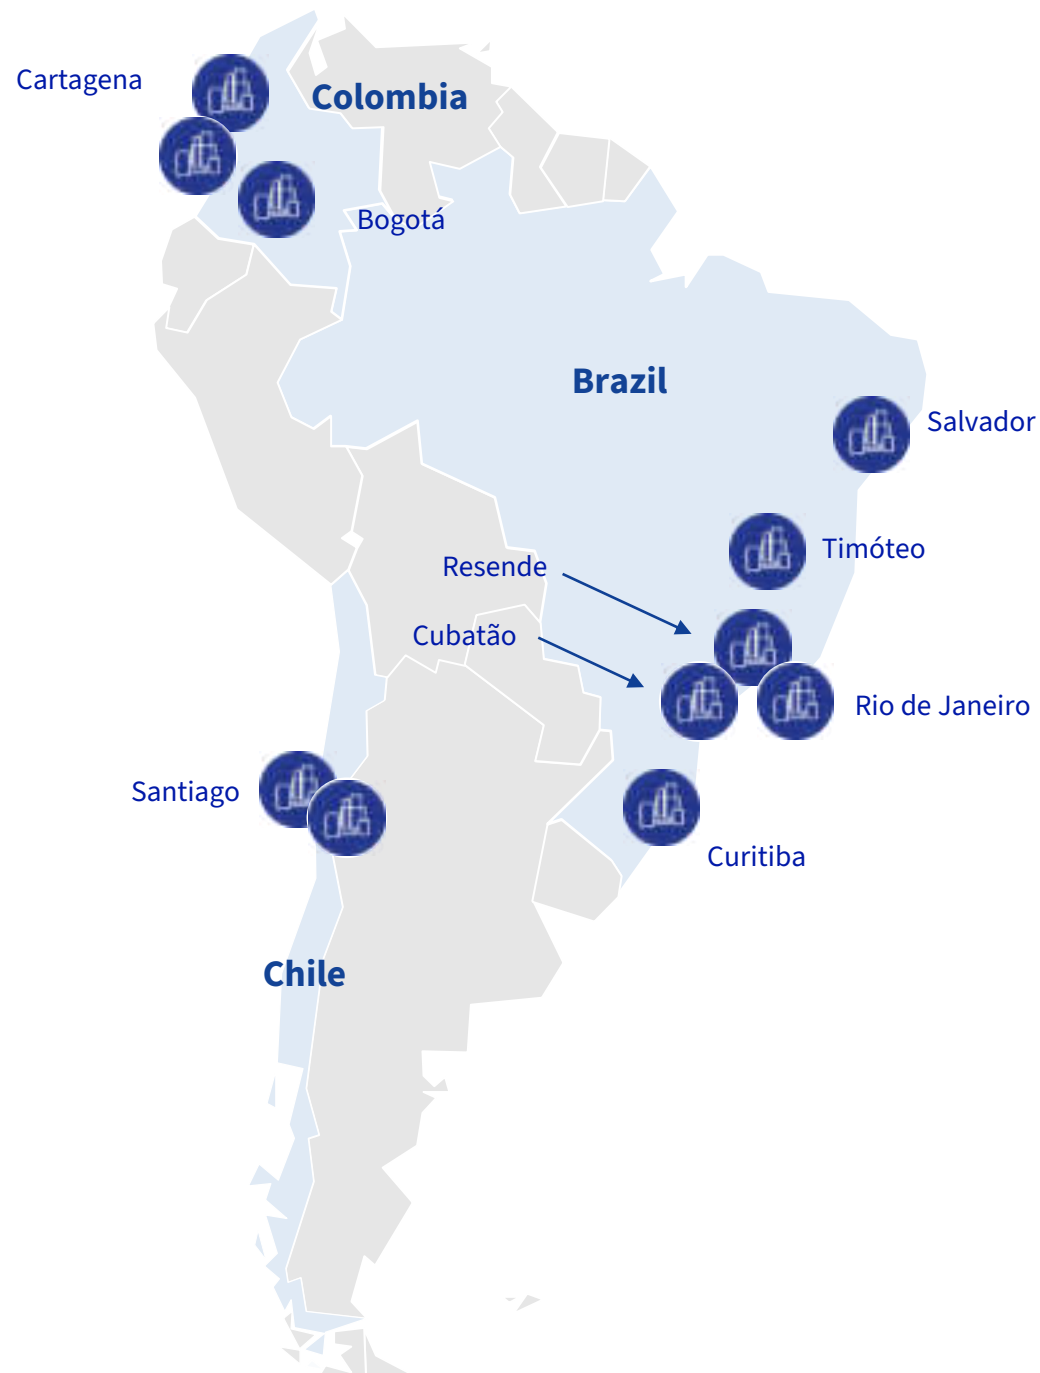 Cartagena
Colombia
Bogotá
Brazil
Salvador
Timóteo
Resende
Cubatão
Rio de Janeiro
Santiago
Curitiba
Chile